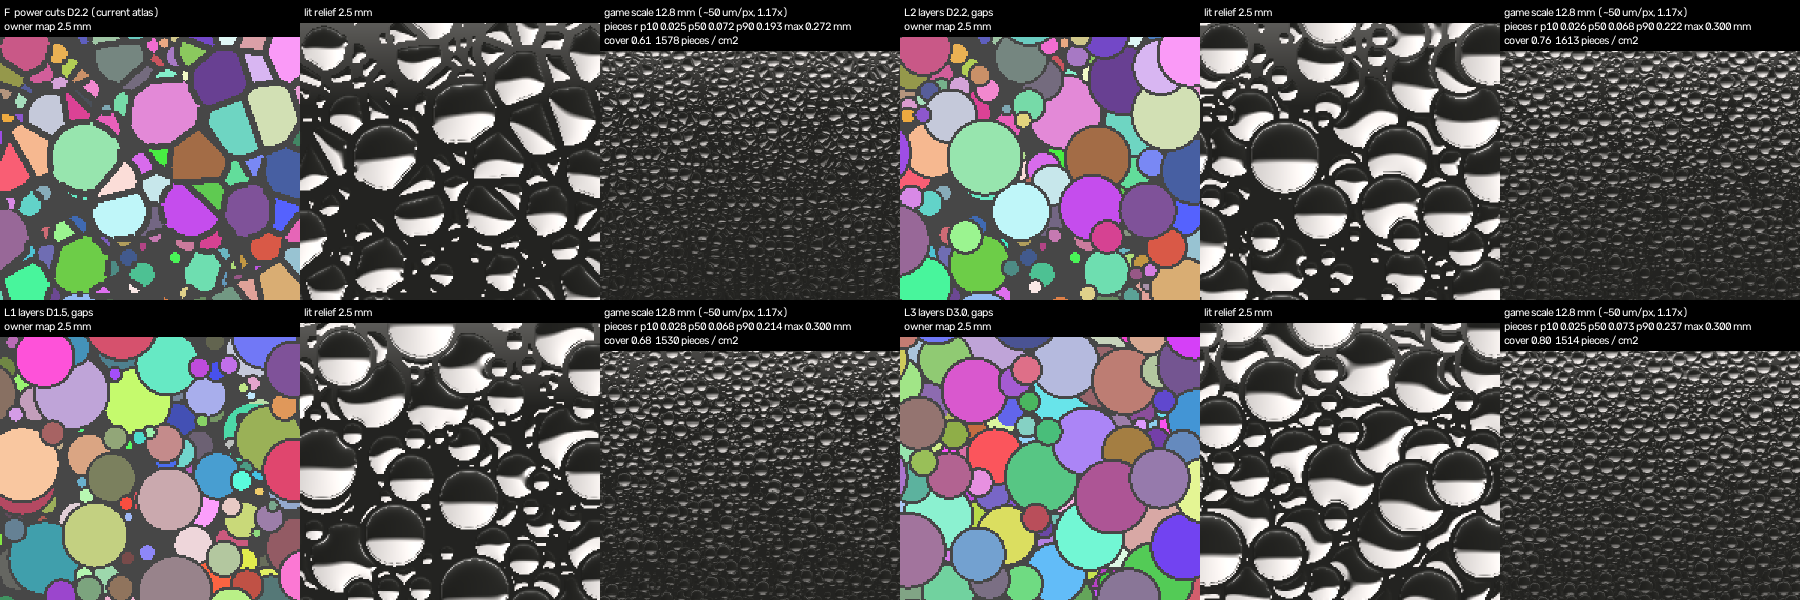 F power cuts D2.2 (current atlas)
owner map 2.5 mm
lit relief 2.5 mm
game scale 12.8 mm (~50 um/px, 1.17x)
pieces r p10 0.025 p50 0.072 p90 0.193 max 0.272 mm
cover 0.61 1578 pieces / cm2
L2 layers D2.2, gaps
owner map 2.5 mm
lit relief 2.5 mm
game scale 12.8 mm (~50 um/px, 1.17x)
pieces r p10 0.026 p50 0.068 p90 0.222 max 0.300 mm
cover 0.76 1613 pieces / cm2
L1 layers D1.5, gaps
owner map 2.5 mm
lit relief 2.5 mm
game scale 12.8 mm (~50 um/px, 1.17x)
pieces r p10 0.028 p50 0.068 p90 0.214 max 0.300 mm
cover 0.68 1530 pieces / cm2
L3 layers D3.0, gaps
owner map 2.5 mm
lit relief 2.5 mm
game scale 12.8 mm (~50 um/px, 1.17x)
pieces r p10 0.025 p50 0.073 p90 0.237 max 0.300 mm
cover 0.80 1514 pieces / cm2